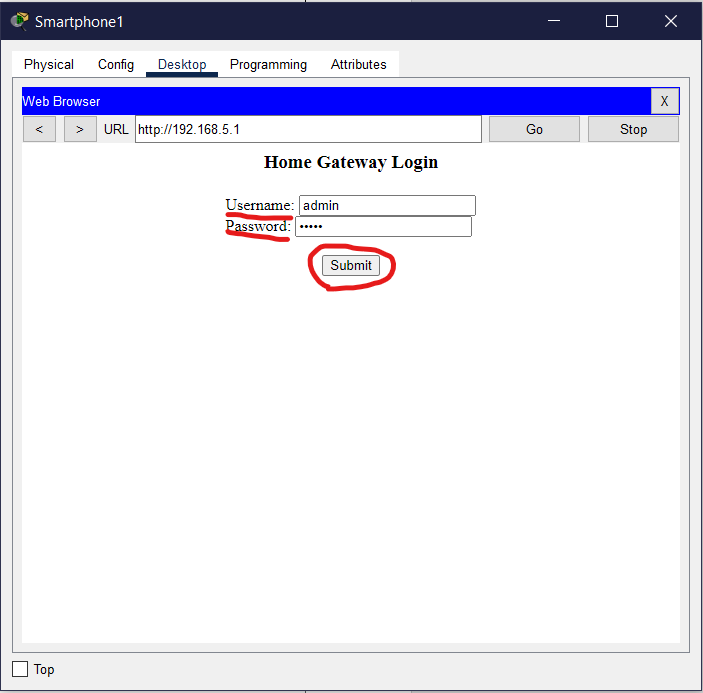 Smartphone1
Physical Config Desktop Programming Attributes
Web Browser X
< > URL http://192.168.5.1 Go Stop
Home Gateway Login
Username: admin
Password: •••••
Submit
Top